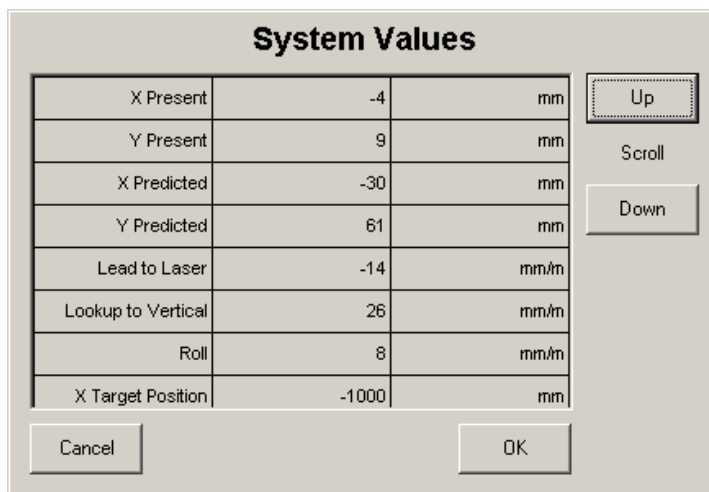 System Values
X Present -4 mm
Up
Y Present 9 mm
Scroll
X Predicted -30 mm
Down
Y Predicted 61 mm
Lead to Laser -14 mm/m
Lookup to Vertical 26 mm/m
Roll 8 mm/m
X Target Position -1000 mm
Cancel
OK